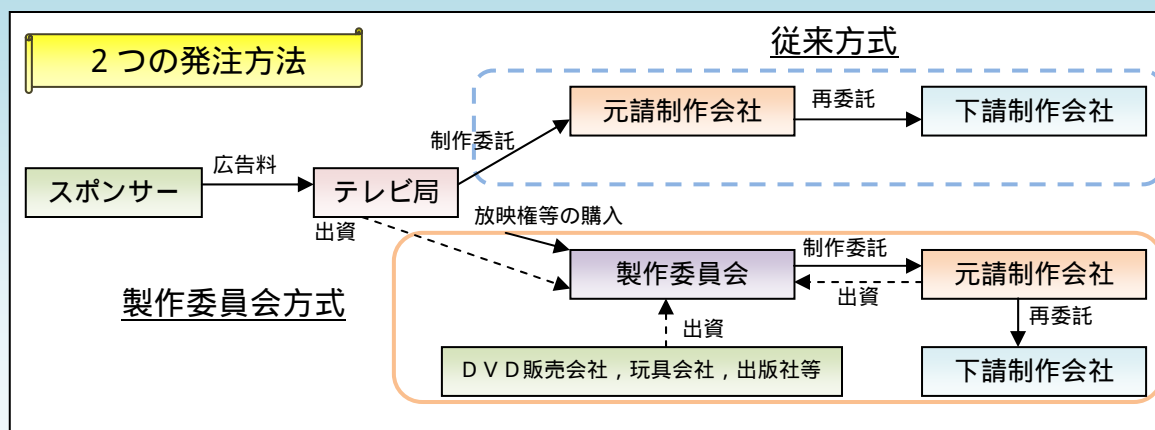 2つの発注方法
従来方式
元請制作会社
再委託
下請制作会社
制作委託
スポンサー
広告料
テレビ局
出資
放映権等の購入
製作委員会方式
製作委員会
制作委託
出資
元請制作会社
再委託
下請制作会社
出資
ＤＶＤ販売会社，玩具会社，出版社等